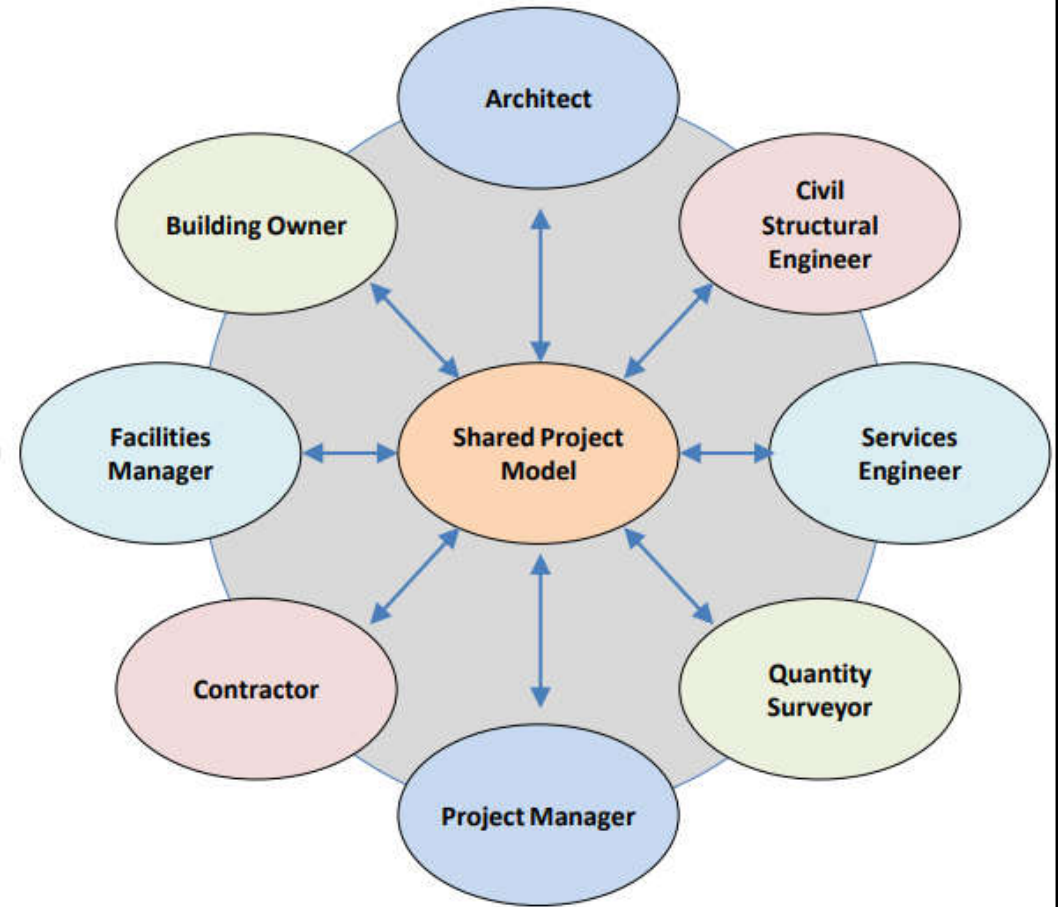 Architect
Building Owner
Civil
Structural
Engineer
Facilities
Manager
Shared Project
Model
Services
Engineer
Contractor
Quantity
Surveyor
Project Manager